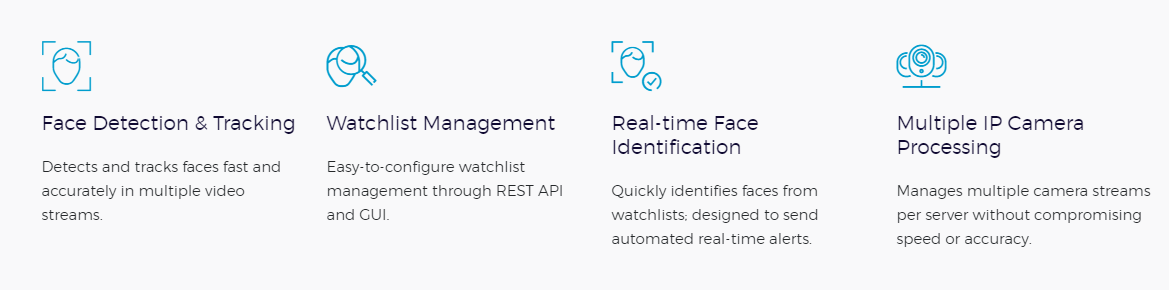 Face Detection & Tracking
Detects and tracks faces fast and
accurately in multiple video
streams.
Watchlist Management
Easy-to-configure watchlist
management through REST API
and GUI.
Real-time Face
Identification
Quickly identifies faces from
watchlists; designed to send
automated real-time alerts.
Multiple IP Camera
Processing
Manages multiple camera streams
per server without compromising
speed or accuracy.